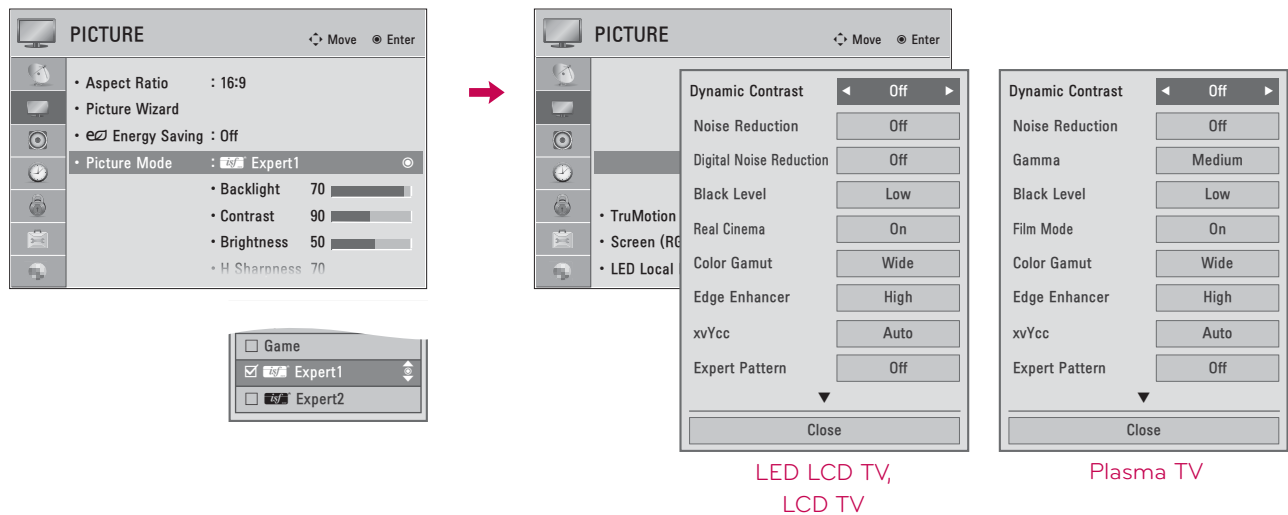 PICTURE
Move Enter
• Aspect Ratio : 16:9
• Picture Wizard
• Energy Saving : Off
• Picture Mode : isf Expert1
• Backlight 70
• Contrast 90
• Brightness 50
• H Sharpness 70
Game
isf Expert1
isf Expert2
PICTURE
Move Enter
• TruMotion
• Screen (RG
• LED Local
Dynamic Contrast ◄ Off ►
Noise Reduction Off
Digital Noise Reduction Off
Black Level Low
Real Cinema On
Color Gamut Wide
Edge Enhancer High
xvYcc Auto
Expert Pattern Off
▼
Close
LED LCD TV,
LCD TV
Dynamic Contrast ◄ Off ►
Noise Reduction Off
Gamma Medium
Black Level Low
Film Mode On
Color Gamut Wide
Edge Enhancer High
xvYcc Auto
Expert Pattern Off
▼
Close
Plasma TV